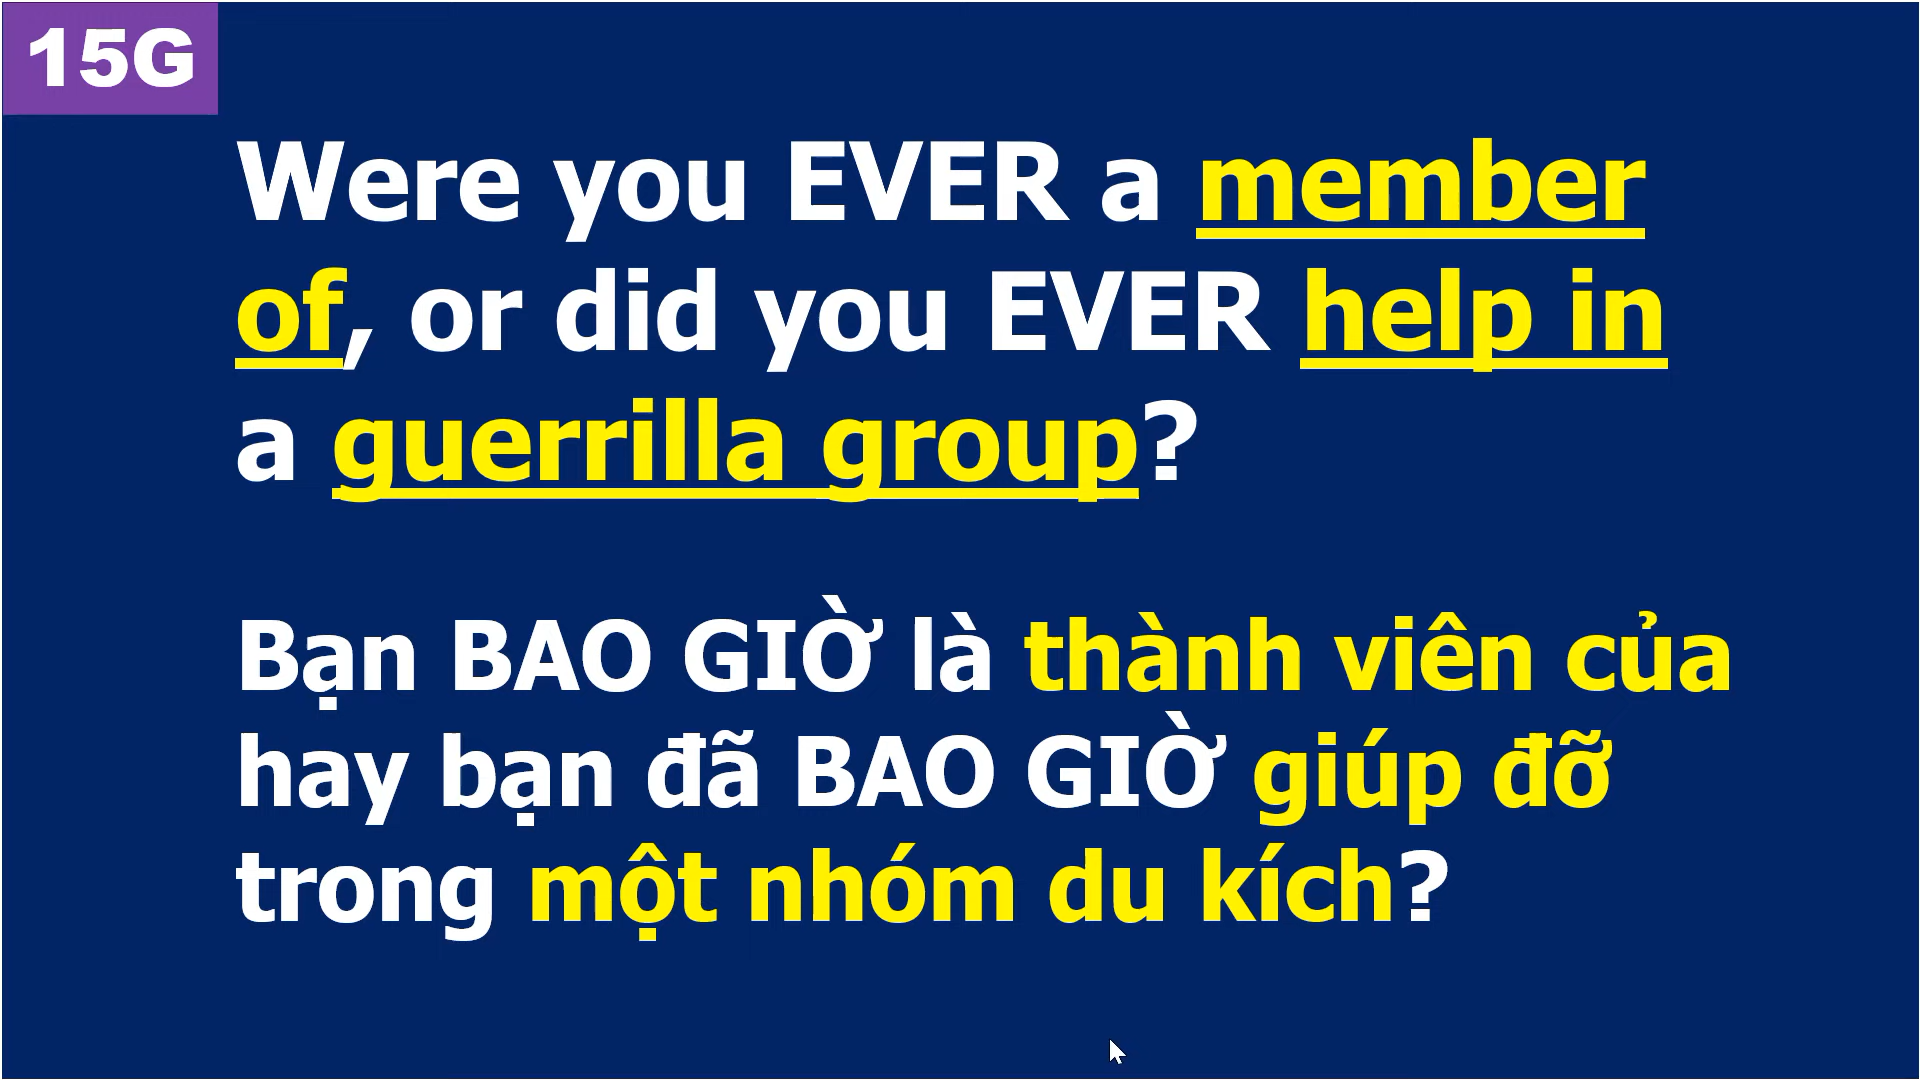 15G
Were you EVER a member
of, or did you EVER help in
a guerrilla group?
Bạn BAO GIỜ là thành viên của
hay bạn đã BAO GIỜ giúp đỡ
trong một nhóm du kích?